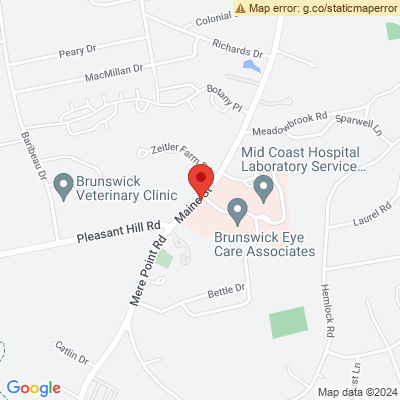 Map error: g.co/staticmaperror
Colonial
Richards Dr
Peary Dr
MacMillan Dr
Botany Pl
Meadowbrook Rd
Sparwell Ln
Baribeau Dr
Zeitler Farm
Mid Coast Hospital
Laboratory Service...
Brunswick
Veterinary Clinic
Maine St
Laurel Rd
Pleasant Hill Rd
Brunswick Eye
Care Associates
Mere Point Rd
Bettle Dr
Hemlock Rd
Catlin Dr
Ln
Google
Map data ©2024